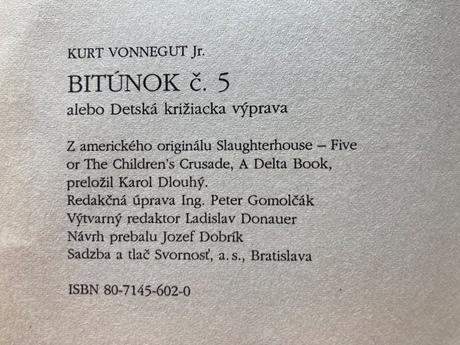 KURT VONNEGUT Jr.
BITÚNOK č. 5
alebo Detská križiacka výprava
Z amerického originálu Slaughterhouse – Five
or The Children's Crusade, A Delta Book,
preložil Karol Dlouhý.
Redakčná úprava Ing. Peter Gomolčák
Výtvarný redaktor Ladislav Donauer
Návrh prebalu Jozef Dobrík
Sadzba a tlač Svornosť, a. s., Bratislava
ISBN 80-7145-602-0